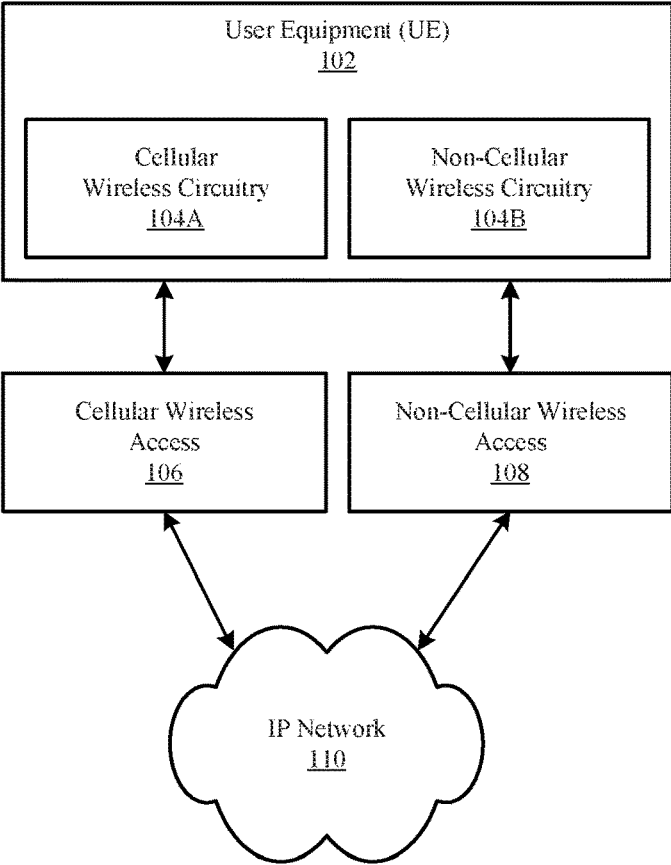 User Equipment (UE)
102
Cellular
Wireless Circuitry
104A
Non-Cellular
Wireless Circuitry
104B
Cellular Wireless
Access
106
Non-Cellular Wireless
Access
108
IP Network
110